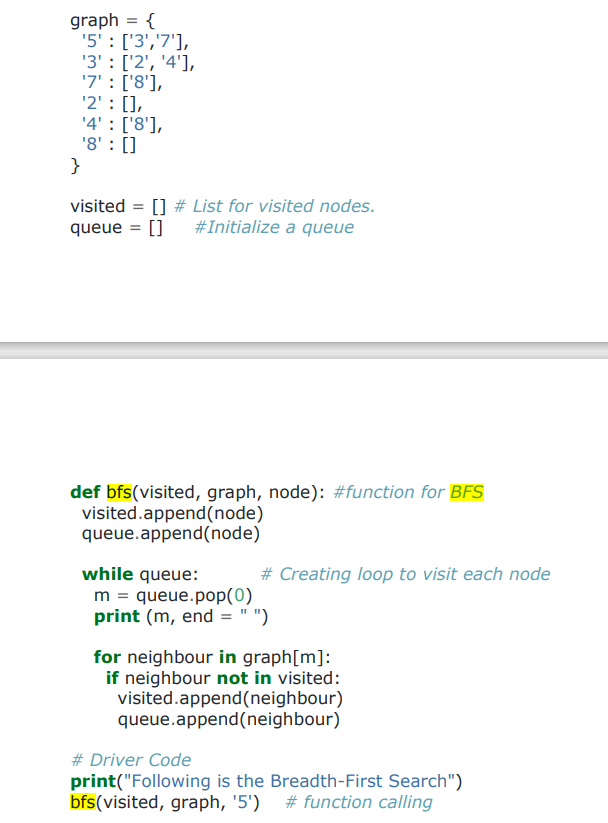 graph = {
'5' : ['3','7'],
'3' : ['2', '4'],
'7' : ['8'],
'2' : [],
'4' : ['8'],
'8' : []
}
visited = [] # List for visited nodes.
queue = [] #Initialize a queue
def bfs(visited, graph, node): #function for BFS
visited.append(node)
queue.append(node)
while queue: # Creating loop to visit each node
m = queue.pop(0)
print (m, end = " ")
for neighbour in graph[m]:
if neighbour not in visited:
visited.append(neighbour)
queue.append(neighbour)
# Driver Code
print("Following is the Breadth-First Search")
bfs(visited, graph, '5') # function calling